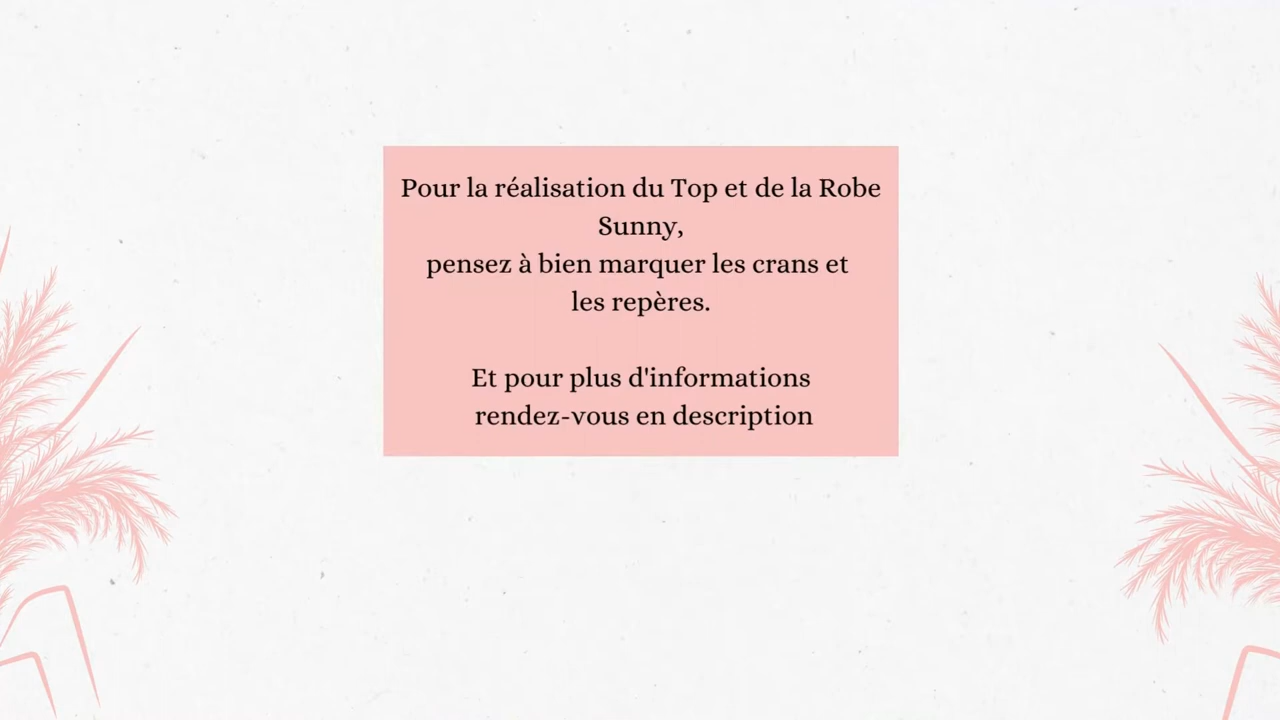 Pour la réalisation du Top et de la Robe
Sunny,
pensez à bien marquer les crans et
les repères.
Et pour plus d'informations
rendez-vous en description